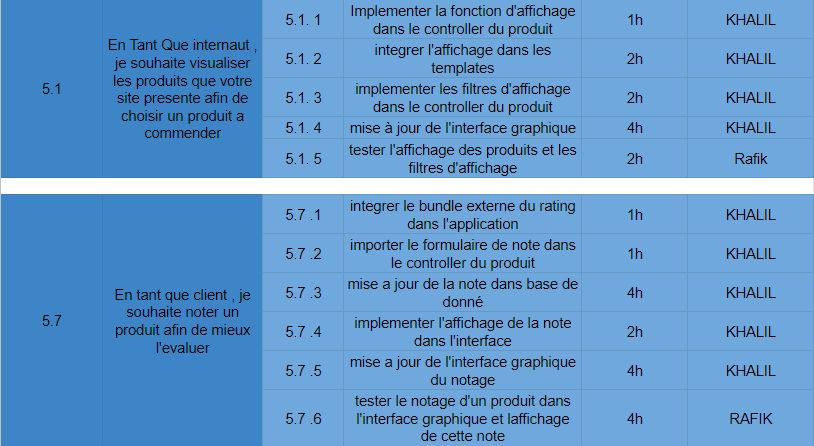 5.1
En Tant Que internaut ,
je souhaite visualiser
les produits que votre
site presente afin de
choisir un produit a
commender
5.1. 1
Implementer la fonction d'affichage
dans le controller du produit
1h
KHALIL
5.1. 2
integrer l'affichage dans les
templates
2h
KHALIL
5.1. 3
implementer les filtres d'affichage
dans le controller du produit
2h
KHALIL
5.1. 4
mise à jour de l'interface graphique
4h
KHALIL
5.1. 5
tester l'affichage des produits et les
filtres d'affichage
2h
Rafik
5.7
En tant que client , je
souhaite noter un
produit afin de mieux
l'evaluer
5.7 .1
integrer le bundle externe du rating
dans l'application
1h
KHALIL
5.7 .2
importer le formulaire de note dans
le controller du produit
1h
KHALIL
5.7 .3
mise a jour de la note dans base de
donné
4h
KHALIL
5.7 .4
implementer l'affichage de la note
dans l'interface
2h
KHALIL
5.7 .5
mise a jour de l'interface graphique
du notage
4h
KHALIL
5.7 .6
tester le notage d'un produit dans
l'interface graphique et laffichage
de cette note
4h
RAFIK